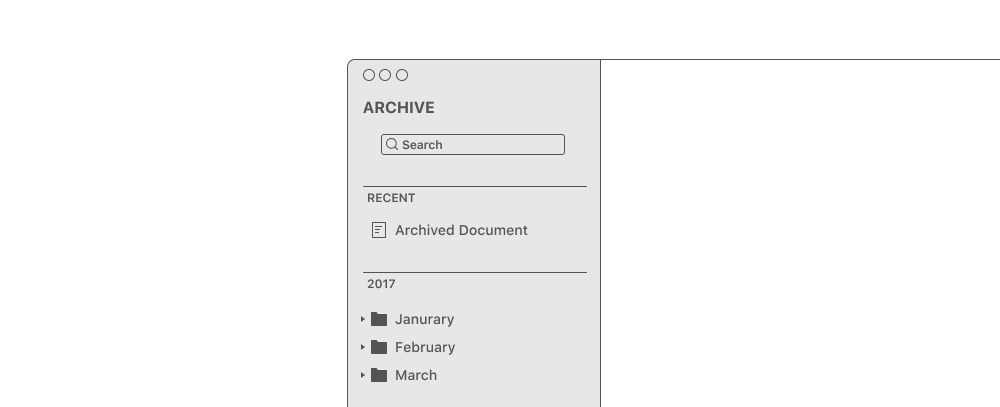 ARCHIVE
Search
RECENT
Archived Document
2017
Janurary
February
March